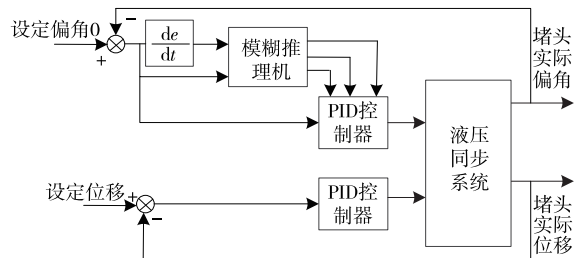 设定偏角0
−
+
de
dt
模糊推
理机
PID控
制器
液压
同步
系统
堵头
实际
偏角
设定位移
+
−
PID控
制器
堵头
实际
位移